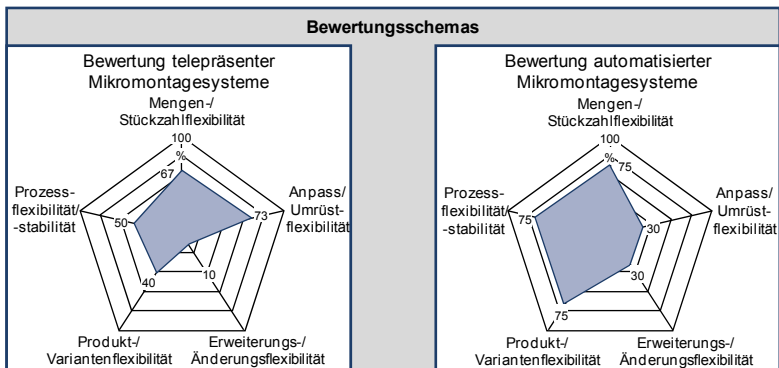 Bewertungsschemas
Bewertung telepräsenter
Mikromontagesysteme
Mengen-/
Stückzahlflexibilität
100
%
67
Anpass/
Umrüst-
flexibilität
73
Prozess-
flexibilität/
-stabilität
50
40
10
Produkt-/
Variantenflexibilität
Erweiterungs-/
Änderungsflexibilität
Bewertung automatisierter
Mikromontagesysteme
Mengen-/
Stückzahlflexibilität
100
%
75
Anpass/
Umrüst-
flexibilität
30
Prozess-
flexibilität/
-stabilität
75
30
75
Produkt-/
Variantenflexibilität
Erweiterungs-/
Änderungsflexibilität